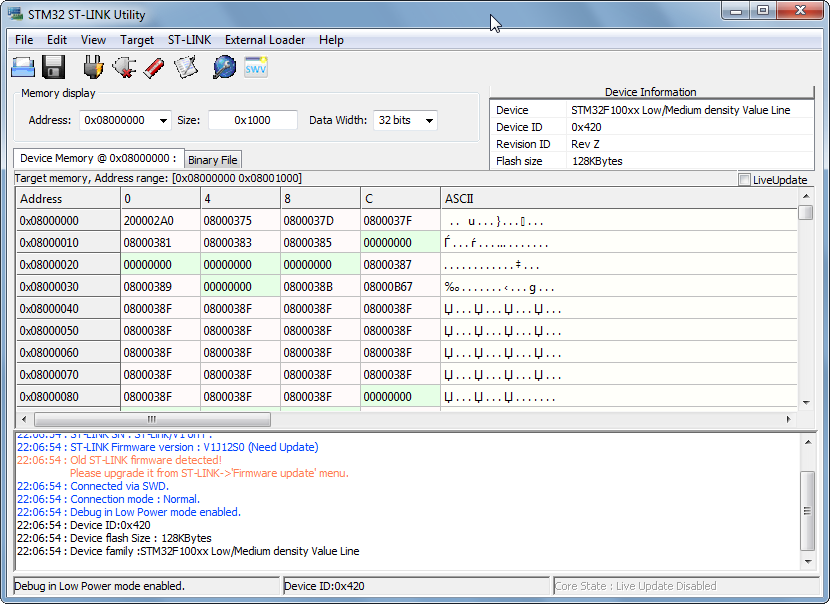 STM32 ST-LINK Utility
File Edit View Target ST-LINK External Loader Help
SWV
Memory display
Address: 0x08000000 Size: 0x1000 Data Width: 32 bits
Device Information
Device STM32F100xx Low/Medium density Value Line
Device ID 0x420
Revision ID Rev Z
Flash size 128KBytes
Device Memory @ 0x08000000 : Binary File
Target memory, Address range: [0x08000000 0x08001000]
LiveUpdate
Address 0 4 8 C ASCII
0x08000000 200002A0 08000375 0800037D 0800037F  .. u...}...▯...
0x08000010 08000381 08000383 08000385 00000000 Ѓ...ѓ...…........
0x08000020 00000000 00000000 00000000 08000387 ............‡...
0x08000030 08000389 00000000 0800038B 08000B67 ‰.......‹...g...
0x08000040 0800038F 0800038F 0800038F 0800038F Џ...Џ...Џ...Џ...
0x08000050 0800038F 0800038F 0800038F 0800038F Џ...Џ...Џ...Џ...
0x08000060 0800038F 0800038F 0800038F 0800038F Џ...Џ...Џ...Џ...
0x08000070 0800038F 0800038F 0800038F 0800038F Џ...Џ...Џ...Џ...
0x08000080 0800038F 0800038F 0800038F 00000000 Џ...Џ...Џ.......
22:06:54 : ST-LINK SN : ST-LINK/V1 off .
22:06:54 : ST-LINK Firmware version : V1J12S0 (Need Update)
22:06:54 : Old ST-LINK firmware detected!
Please upgrade it from ST-LINK->'Firmware update' menu.
22:06:54 : Connected via SWD.
22:06:54 : Connection mode : Normal.
22:06:54 : Debug in Low Power mode enabled.
22:06:54 : Device ID:0x420
22:06:54 : Device flash Size : 128KBytes
22:06:54 : Device family :STM32F100xx Low/Medium density Value Line
Debug in Low Power mode enabled. Device ID:0x420 Core State : Live Update Disabled